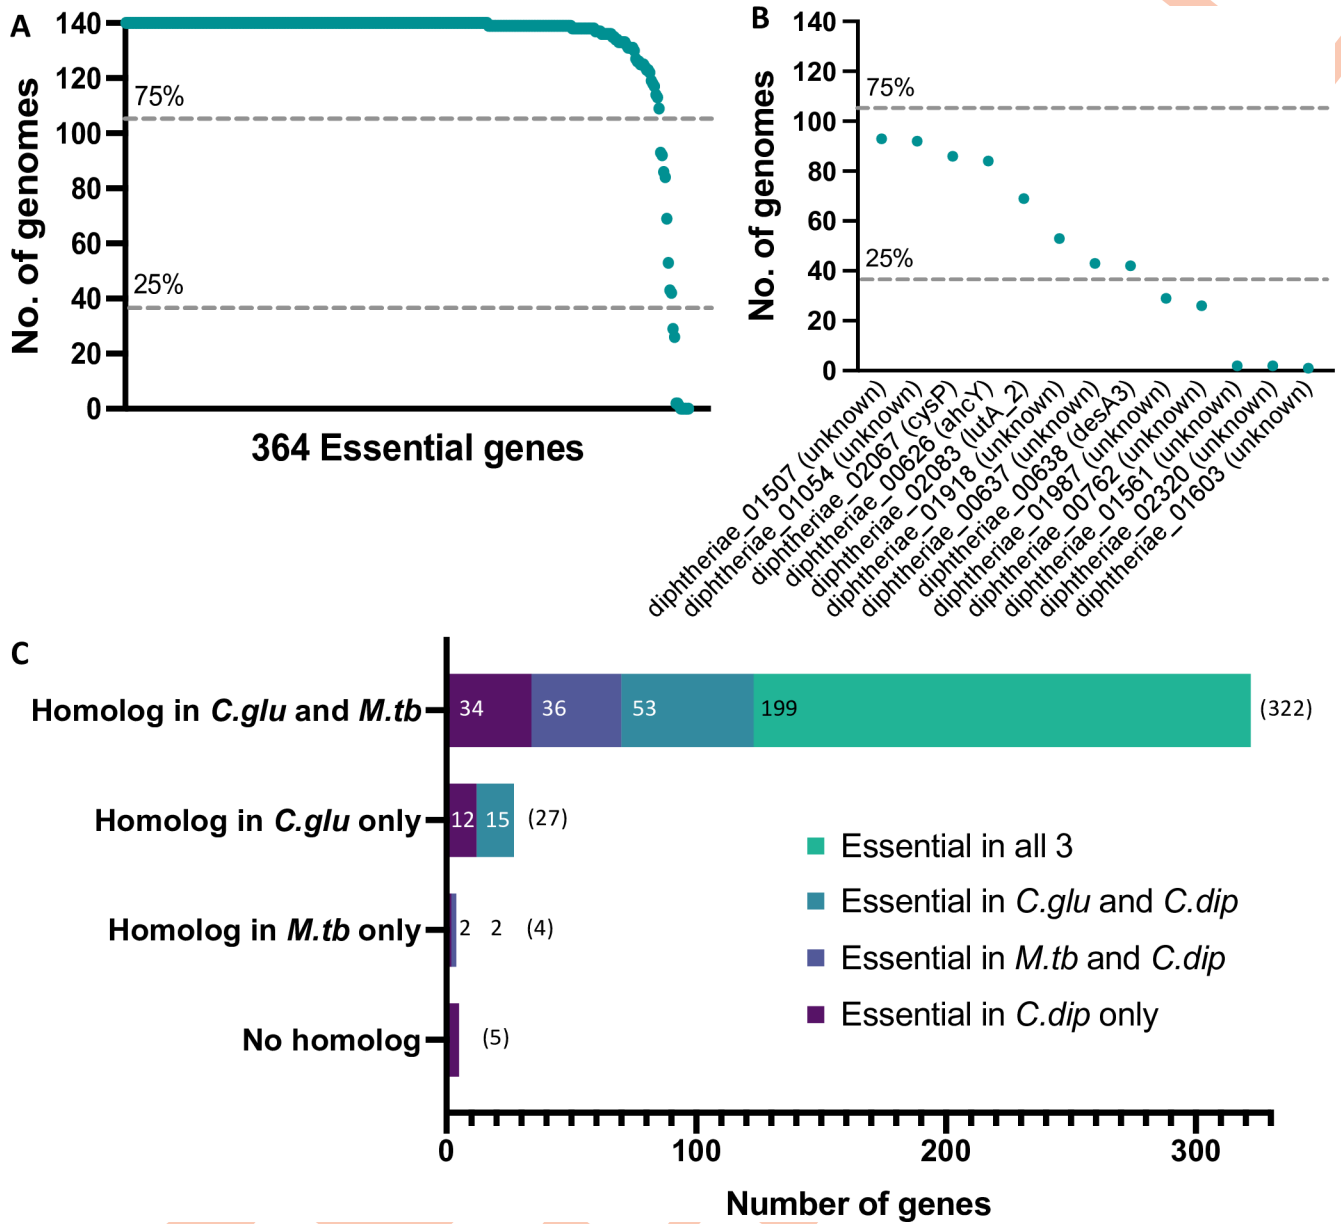 A
No. of genomes
140
120
100
80
60
40
20
0
75%
25%
364 Essential genes
B
No. of genomes
140
120
100
80
60
40
20
0
75%
25%
diphtheriae_01507 (unknown)
diphtheriae_01054 (unknown)
diphtheriae_02067 (cysP)
diphtheriae_00626 (ahcY)
diphtheriae_02083 (lutA_2)
diphtheriae_01918 (unknown)
diphtheriae_00637 (unknown)
diphtheriae_00638 (desA3)
diphtheriae_01987 (unknown)
diphtheriae_00762 (unknown)
diphtheriae_01561 (unknown)
diphtheriae_02320 (unknown)
diphtheriae_01603 (unknown)
C
Homolog in C.glu and M.tb 34 36 53 199 (322)
Homolog in C.glu only 12 15 (27)
Homolog in M.tb only 2 2 (4)
No homolog (5)
Essential in all 3
Essential in C.glu and C.dip
Essential in M.tb and C.dip
Essential in C.dip only
0 100 200 300
Number of genes